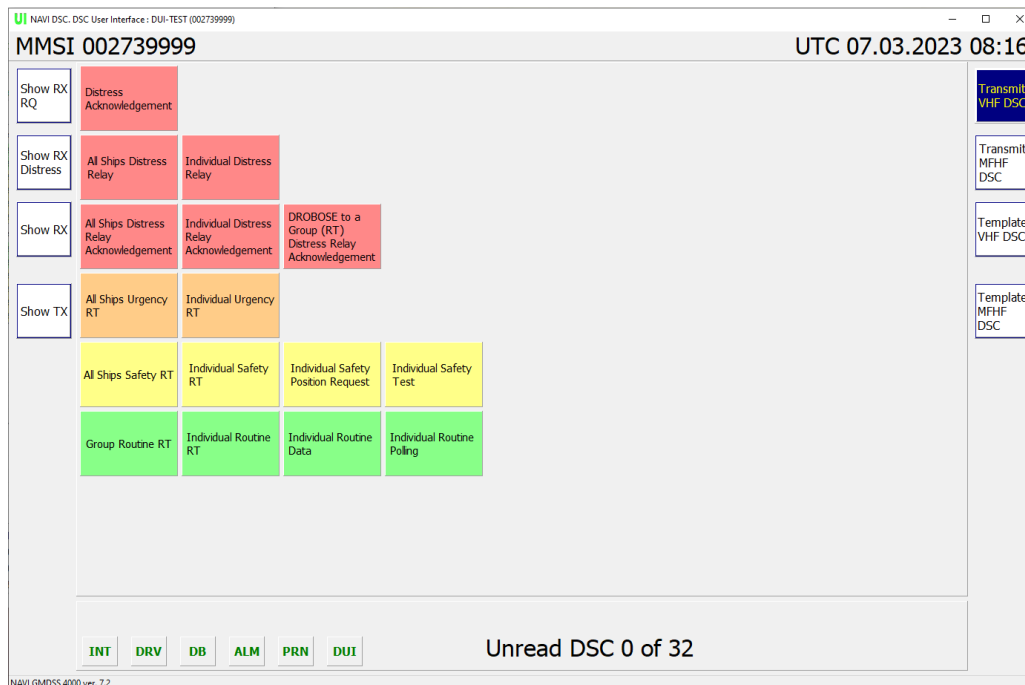 UI NAVI DSC. DSC User Interface : DUI-TEST (002739999)
MMSI 002739999
UTC 07.03.2023 08:16
Show RX
RQ
Show RX
Distress
Show RX
Show TX
Distress
Acknowledgement
All Ships Distress
Relay
Individual Distress
Relay
All Ships Distress
Relay
Acknowledgement
Individual Distress
Relay
Acknowledgement
DROBOSE to a
Group (RT)
Distress Relay
Acknowledgement
All Ships Urgency
RT
Individual Urgency
RT
All Ships Safety RT
Individual Safety
RT
Individual Safety
Position Request
Individual Safety
Test
Group Routine RT
Individual Routine
RT
Individual Routine
Data
Individual Routine
Polling
Transmit
VHF DSC
Transmit
MFHF
DSC
Template
VHF DSC
Template
MFHF
DSC
INT DRV DB ALM PRN DUI
Unread DSC 0 of 32
NAVI GMDSS 4000 ver. 7.2